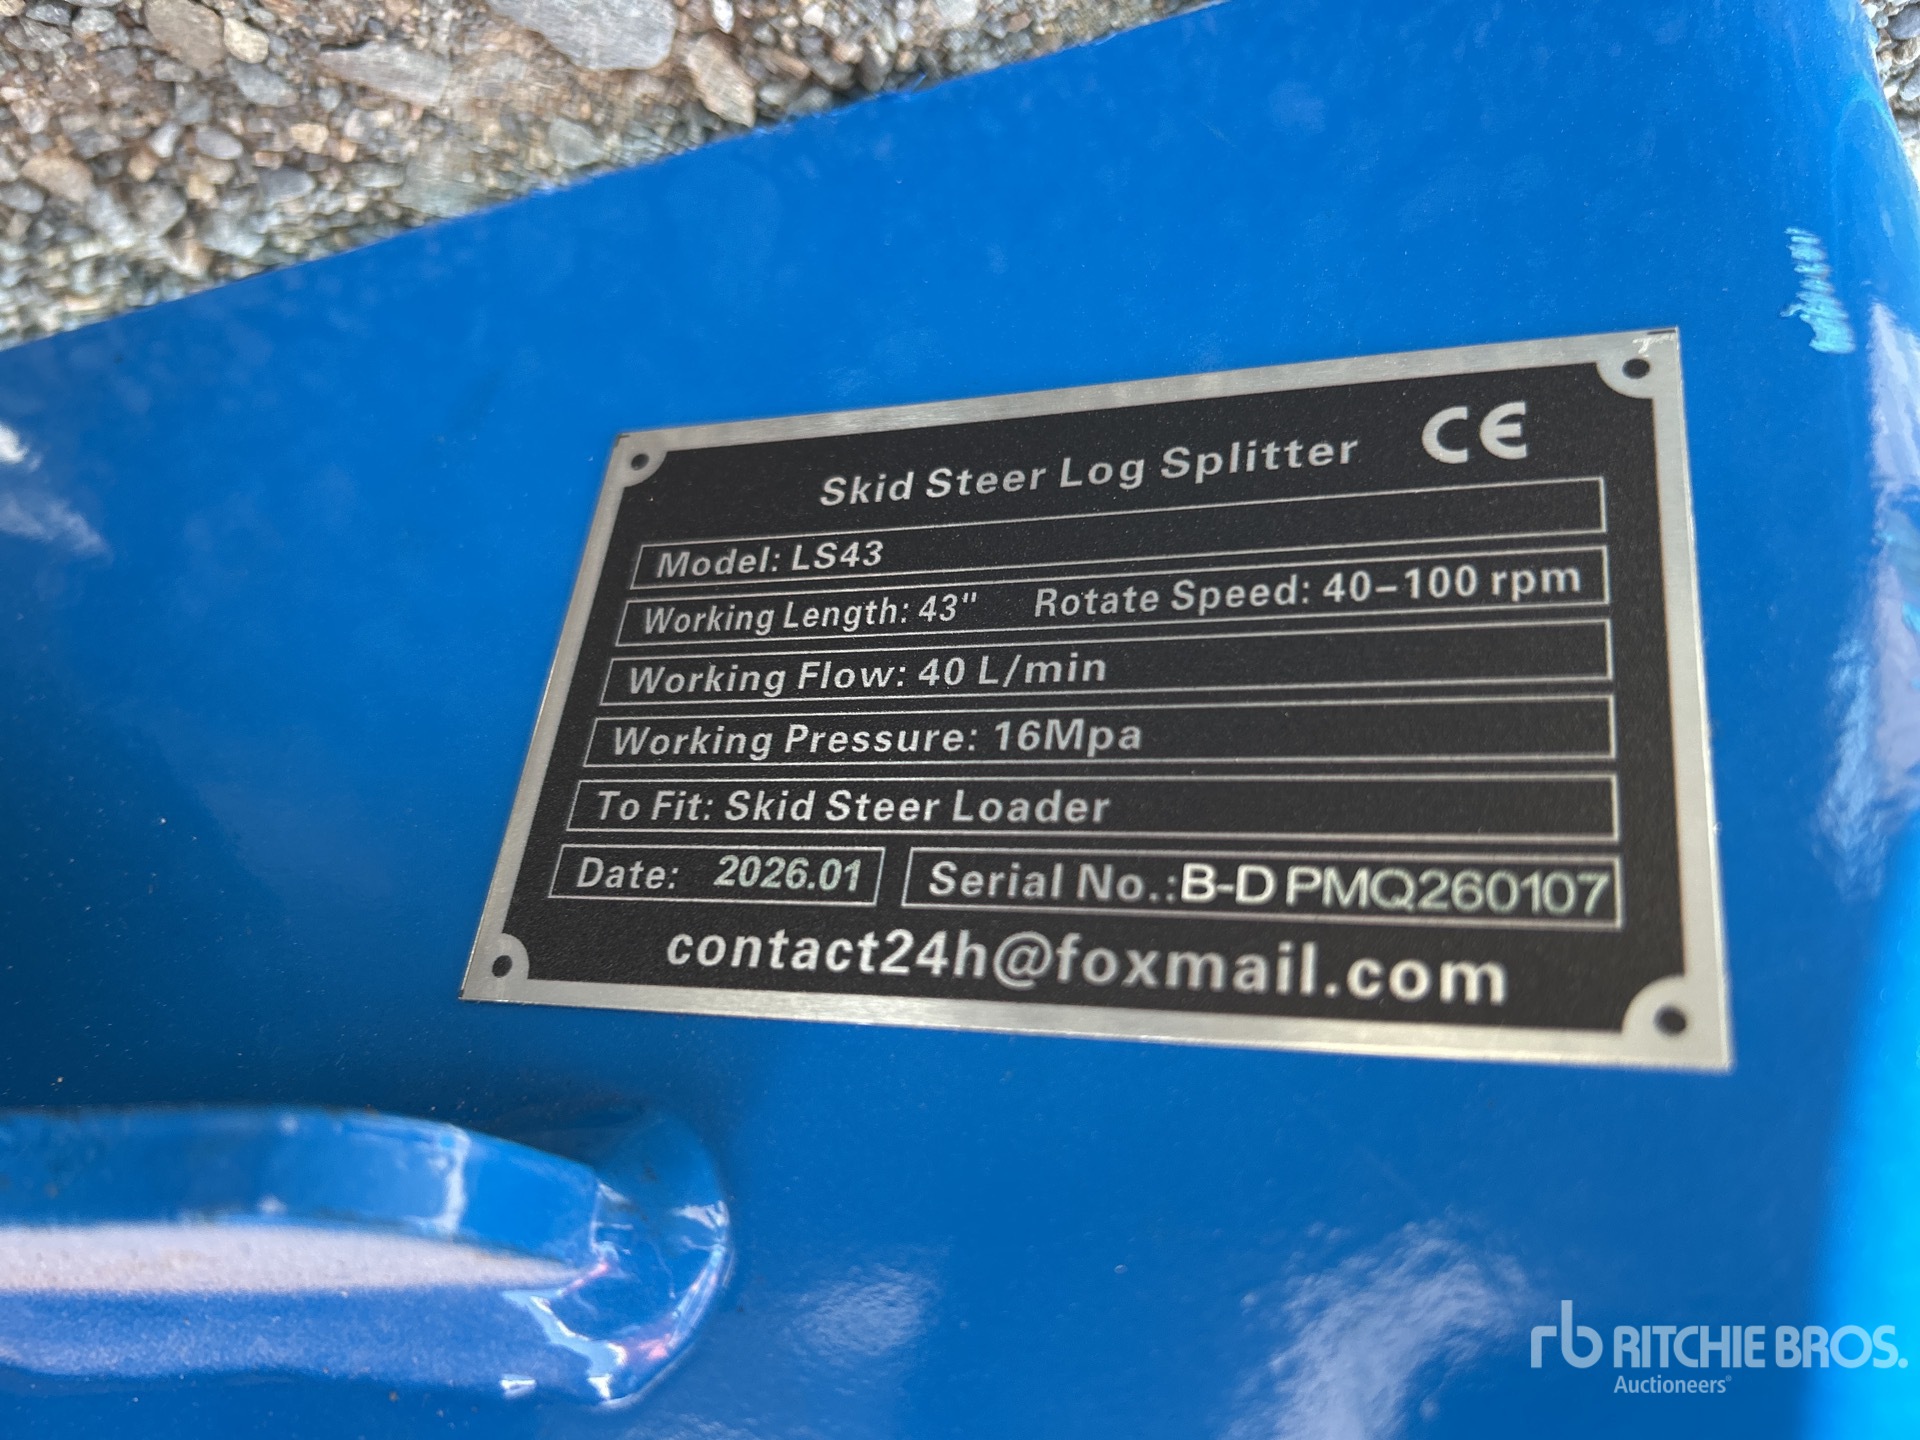 Skid Steer Log Splitter CE
Model: LS43
Working Length: 43" Rotate Speed: 40–100 rpm
Working Flow: 40 L/min
Working Pressure: 16Mpa
To Fit: Skid Steer Loader
Date: 2026.01 Serial No.:B-DPMQ260107
contact24h@foxmail.com
rb RITCHIE BROS.
Auctioneers®